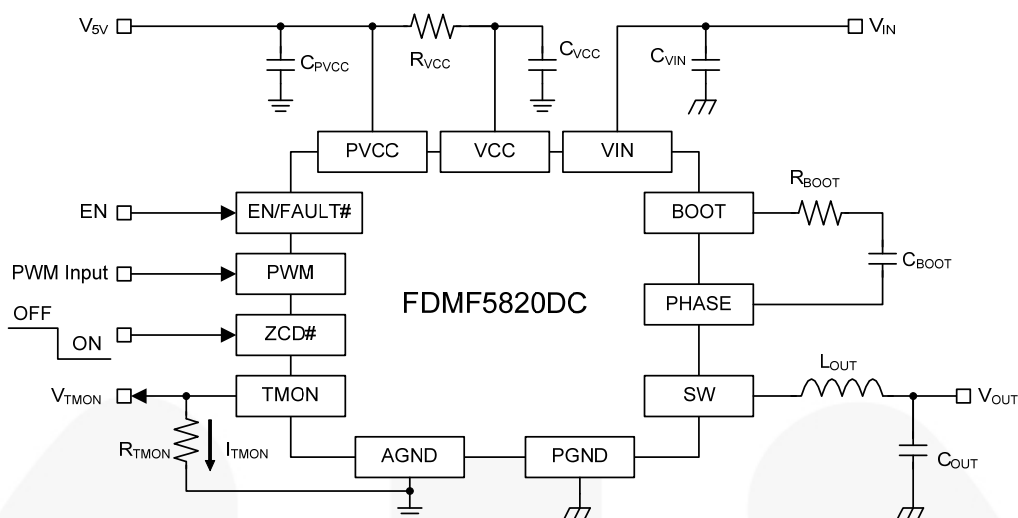 V5V
CPVCC
RVCC
CVCC
CVIN
VIN
PVCC
VCC
VIN
EN
EN/FAULT#
BOOT
RBOOT
PWM Input
PWM
CBOOT
FDMF5820DC
PHASE
OFF
ON
ZCD#
VTMON
TMON
SW
LOUT
VOUT
RTMON
ITMON
AGND
PGND
COUT